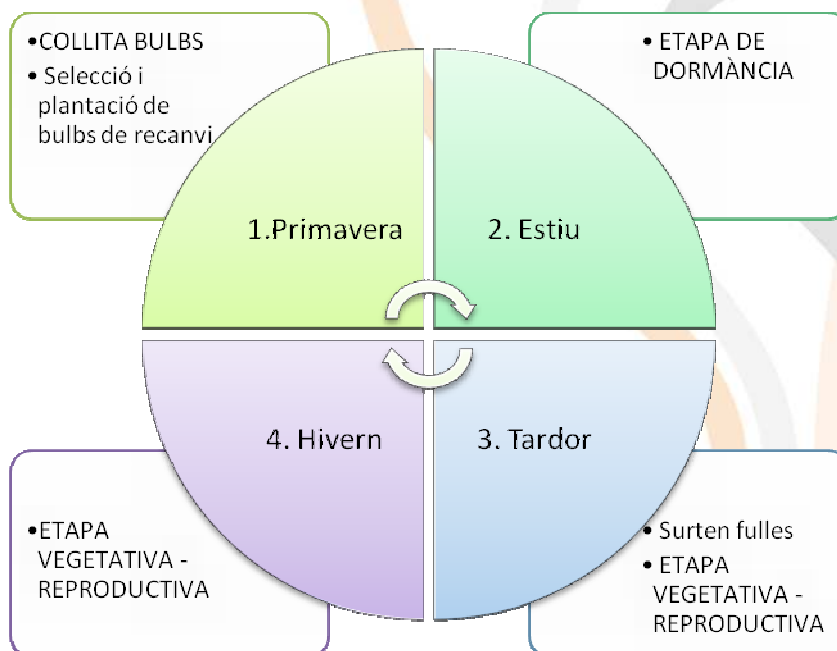 •COLLITA BULBS
• Selecció i
plantació de
bulbs de recanvi
• ETAPA DE
DORMÀNCIA
1.Primavera
2. Estiu
4. Hivern
3. Tardor
•ETAPA
VEGETATIVA -
REPRODUCTIVA
• Surten fulles
• ETAPA
VEGETATIVA -
REPRODUCTIVA